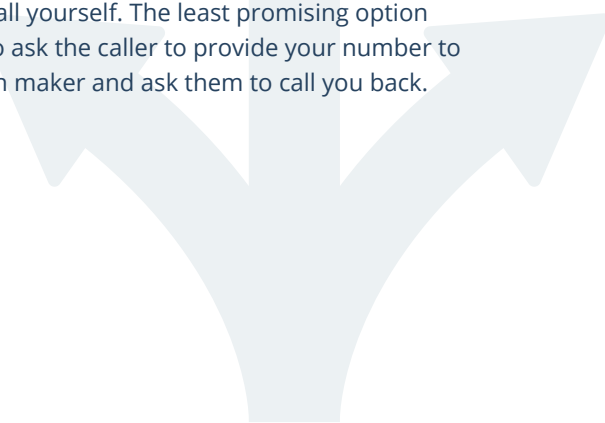 all yourself. The least promising option
o ask the caller to provide your number to
n maker and ask them to call you back.